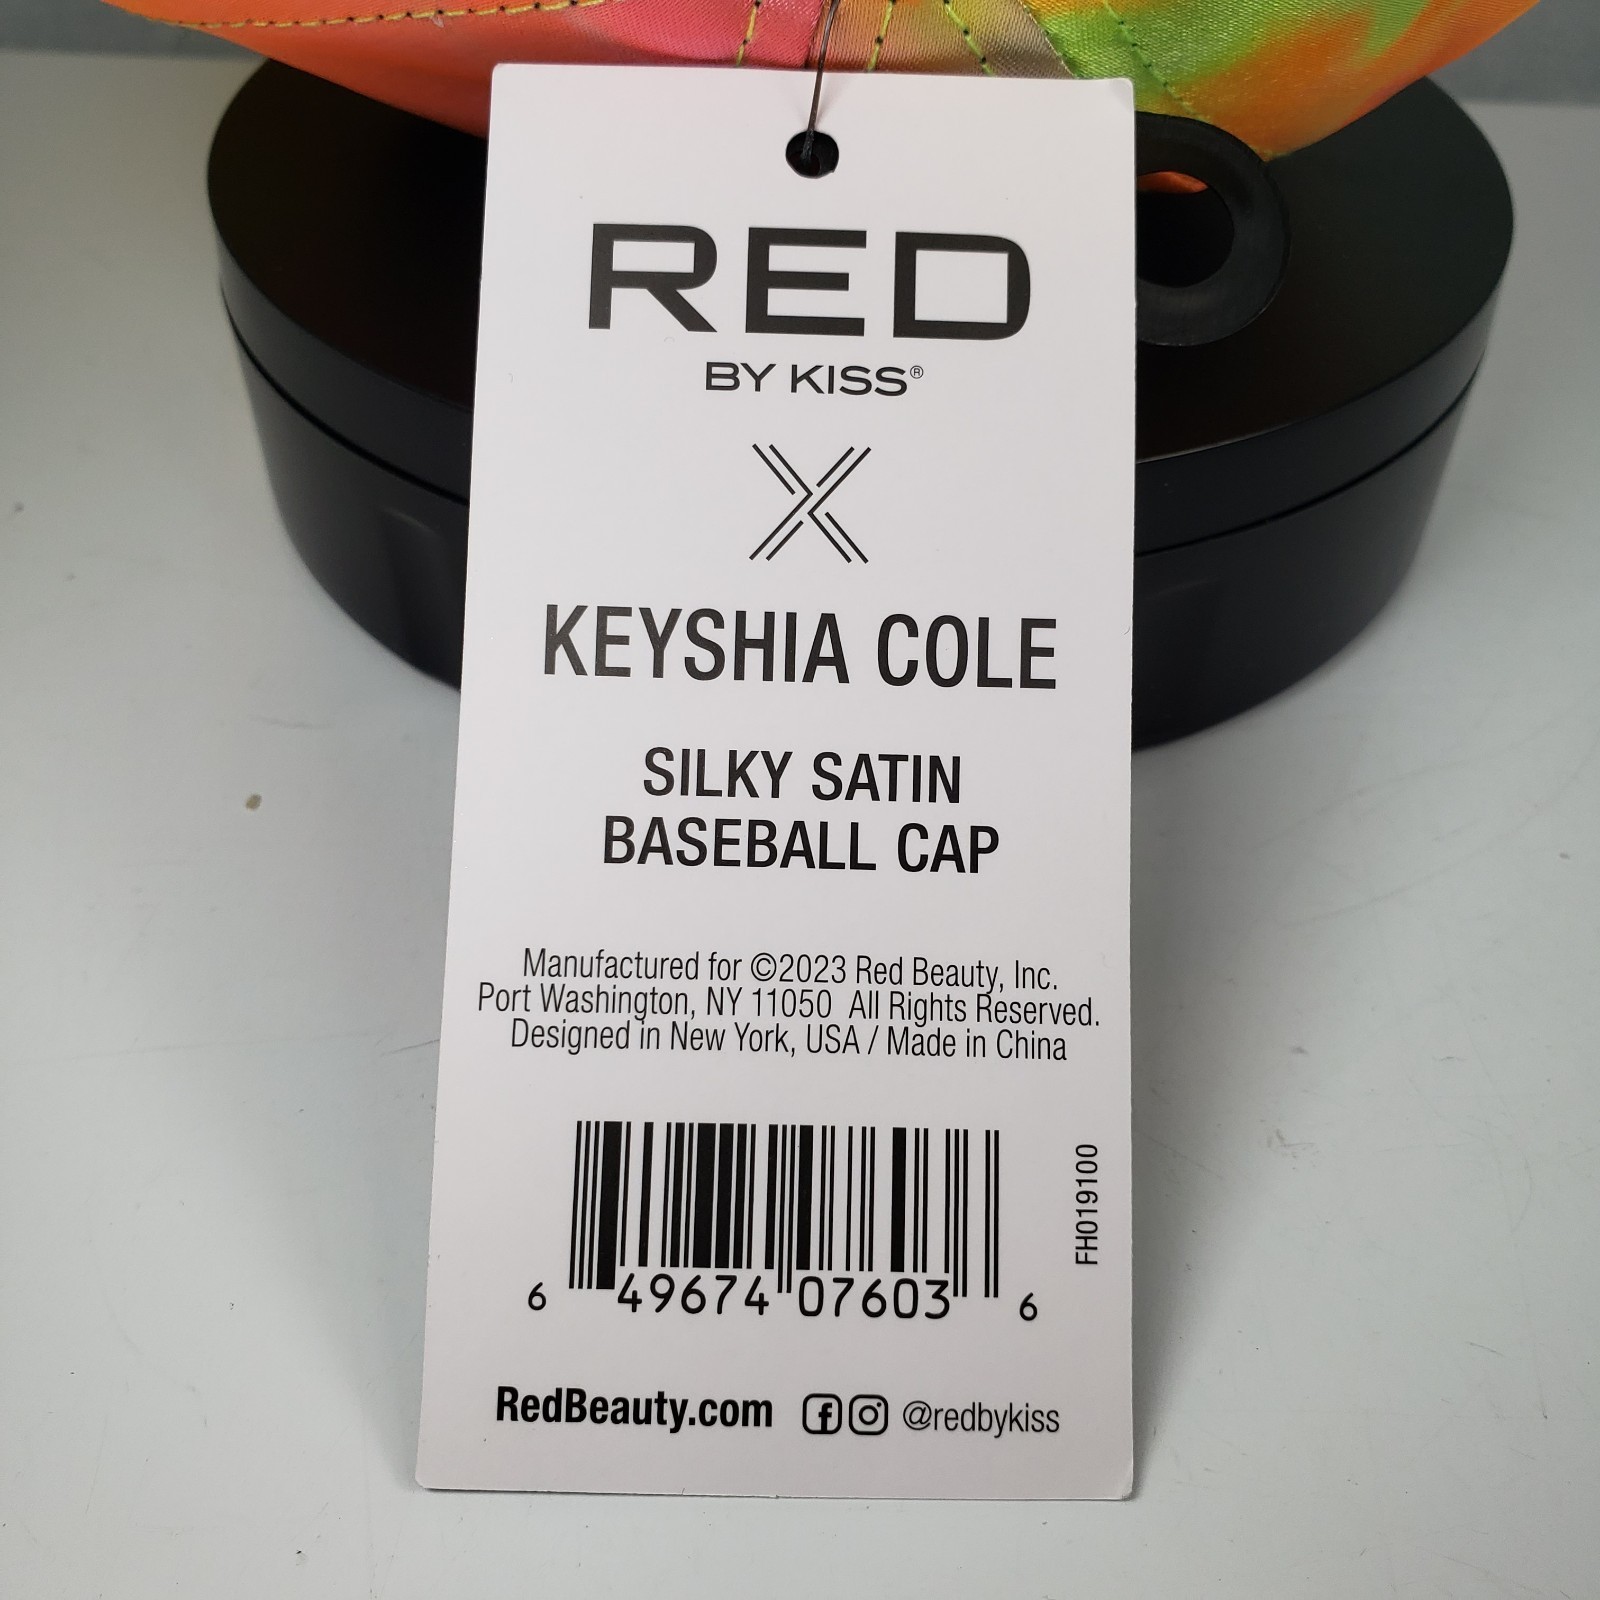 RED
BY KISS®
X
KEYSHIA COLE
SILKY SATIN
BASEBALL CAP
Manufactured for ©2023 Red Beauty, Inc.
Port Washington, NY 11050 All Rights Reserved.
Designed in New York, USA / Made in China
6 49674 07603 6
FH019100
RedBeauty.com @redbykiss